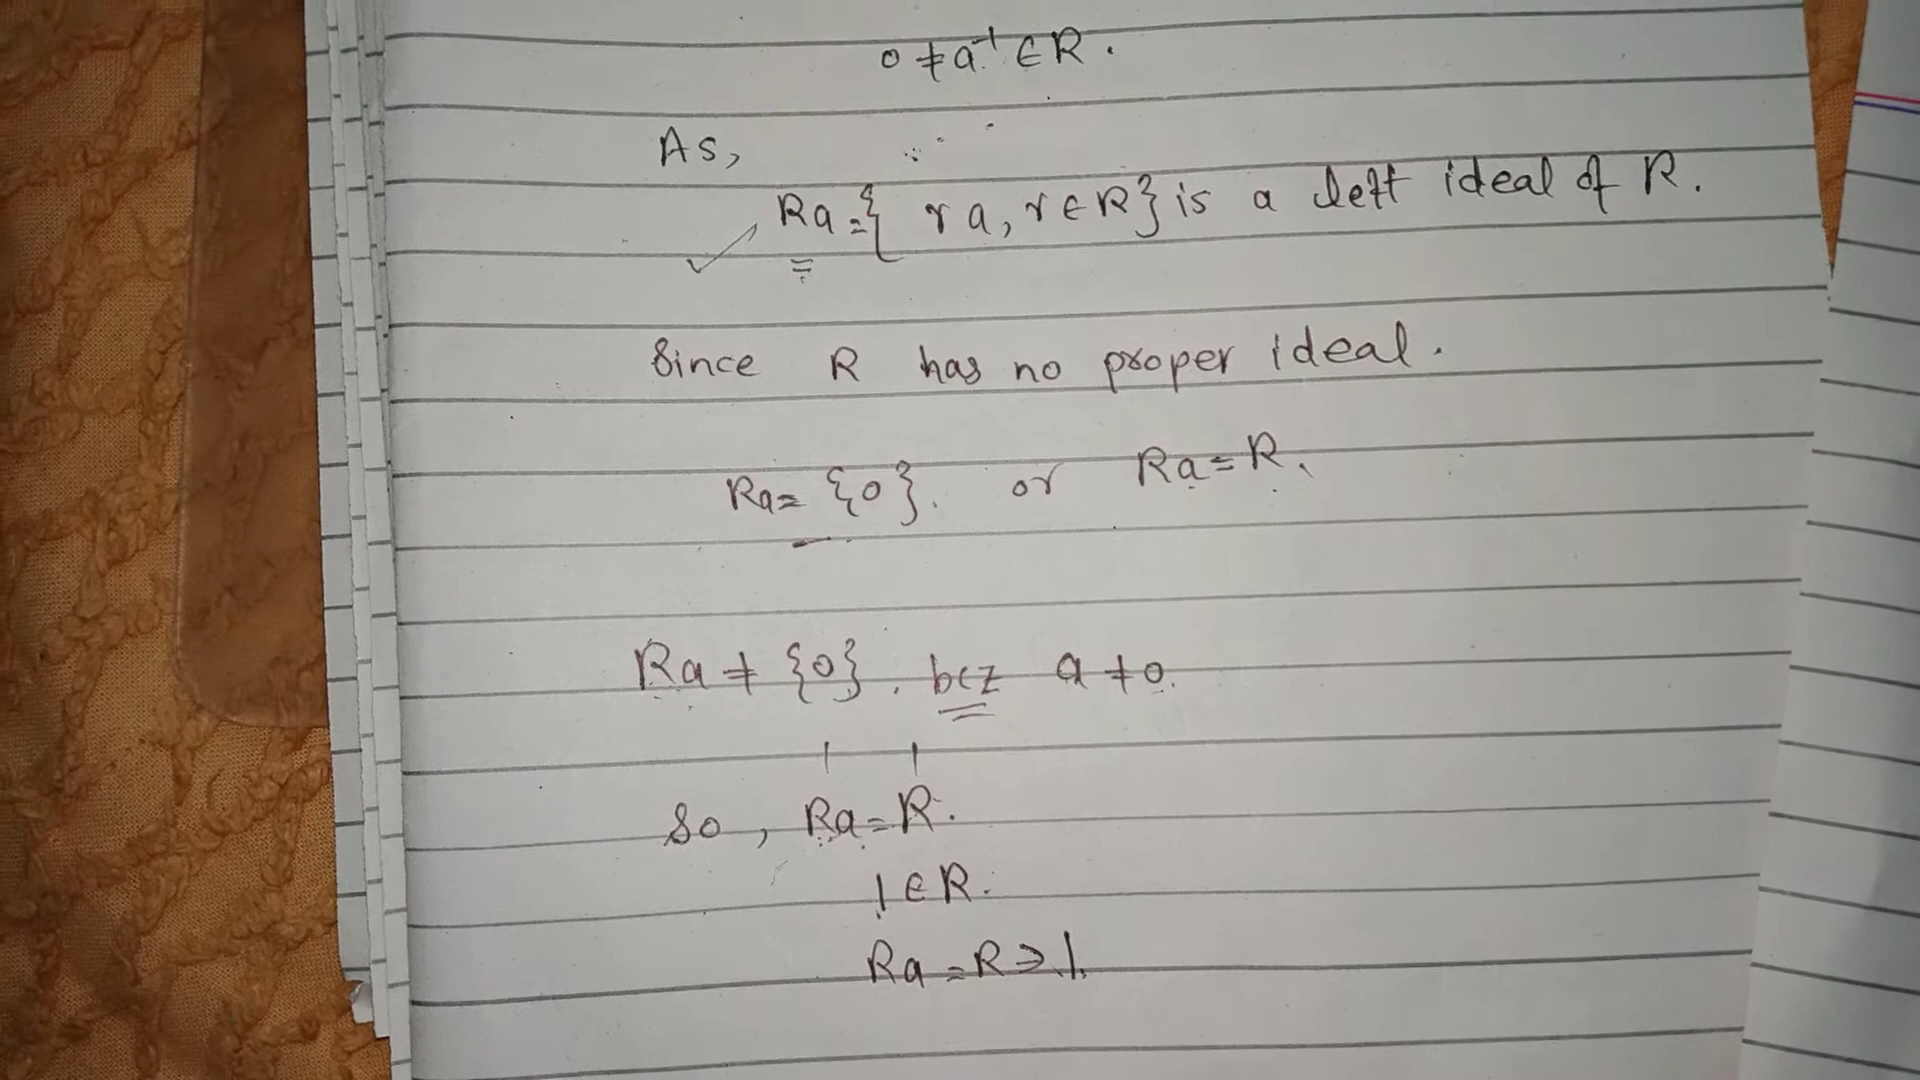 0 ≠ a⁻¹ ∈ R.
As,
Ra = { ra, r ∈ R } is a left ideal of R.
Since R has no proper ideal.
Ra = {0}. or Ra = R.
Ra ≠ {0}. bcz a ≠ 0.
So, Ra = R.
1 ∈ R.
Ra = R ∋ 1.